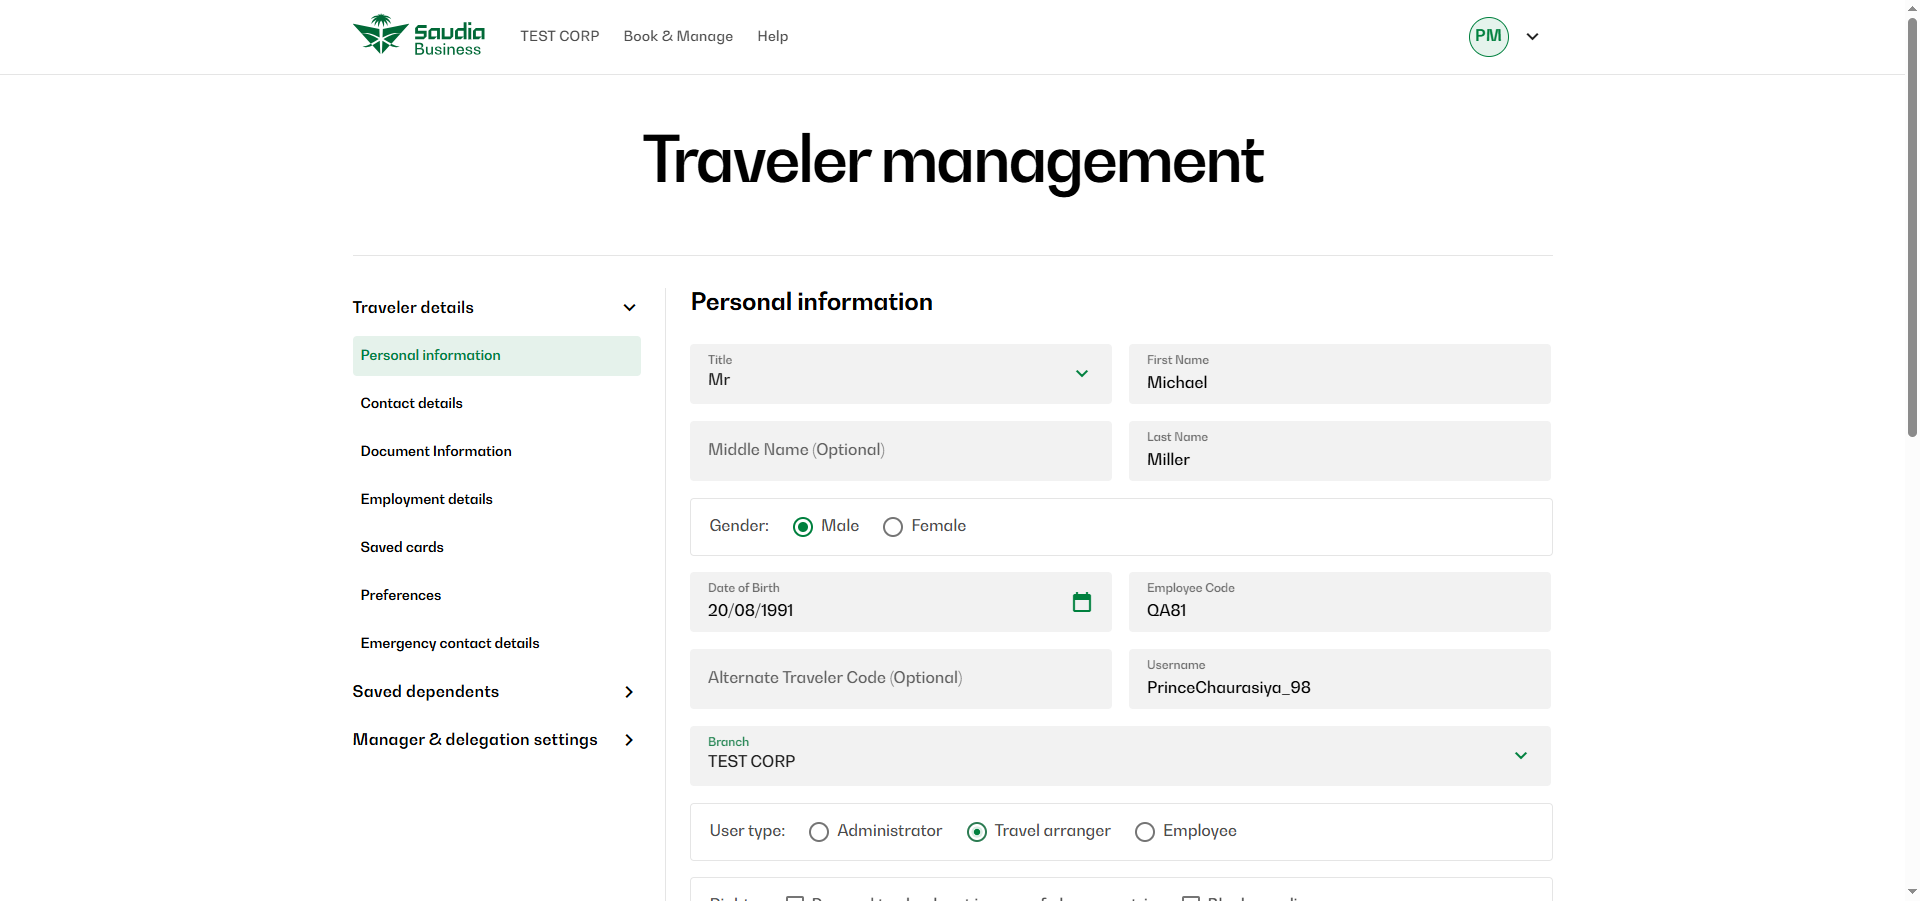 Saudia
Business
TEST CORP
Book & Manage
Help
PM
Traveler management
Traveler details
Personal information
Contact details
Document Information
Employment details
Saved cards
Preferences
Emergency contact details
Saved dependents
Manager & delegation settings
Personal information
Title
Mr
First Name
Michael
Middle Name (Optional)
Last Name
Miller
Gender: Male Female
Date of Birth
20/08/1991
Employee Code
QA81
Alternate Traveler Code (Optional)
Username
PrinceChaurasiya_98
Branch
TEST CORP
User type: Administrator Travel arranger Employee